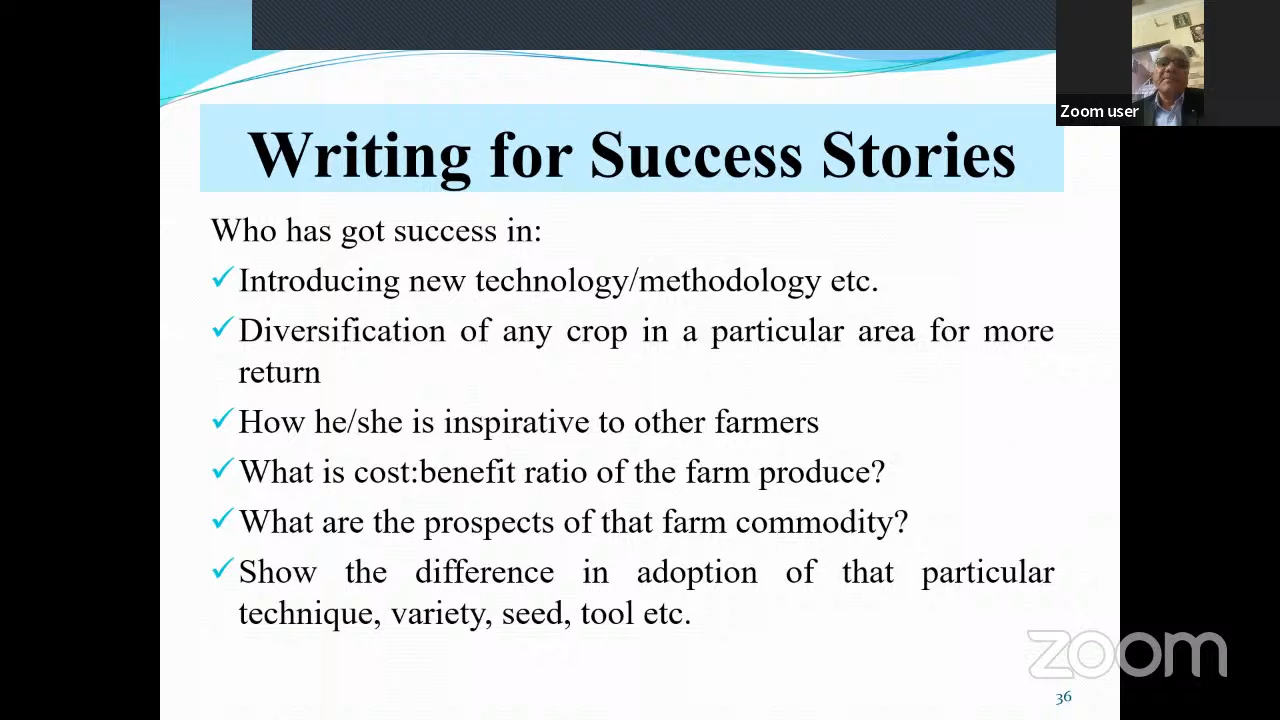 Zoom user
Writing for Success Stories
Who has got success in:
✓ Introducing new technology/methodology etc.
✓ Diversification of any crop in a particular area for more
return
✓ How he/she is inspirative to other farmers
✓ What is cost:benefit ratio of the farm produce?
✓ What are the prospects of that farm commodity?
✓ Show the difference in adoption of that particular
technique, variety, seed, tool etc.
zoom
36